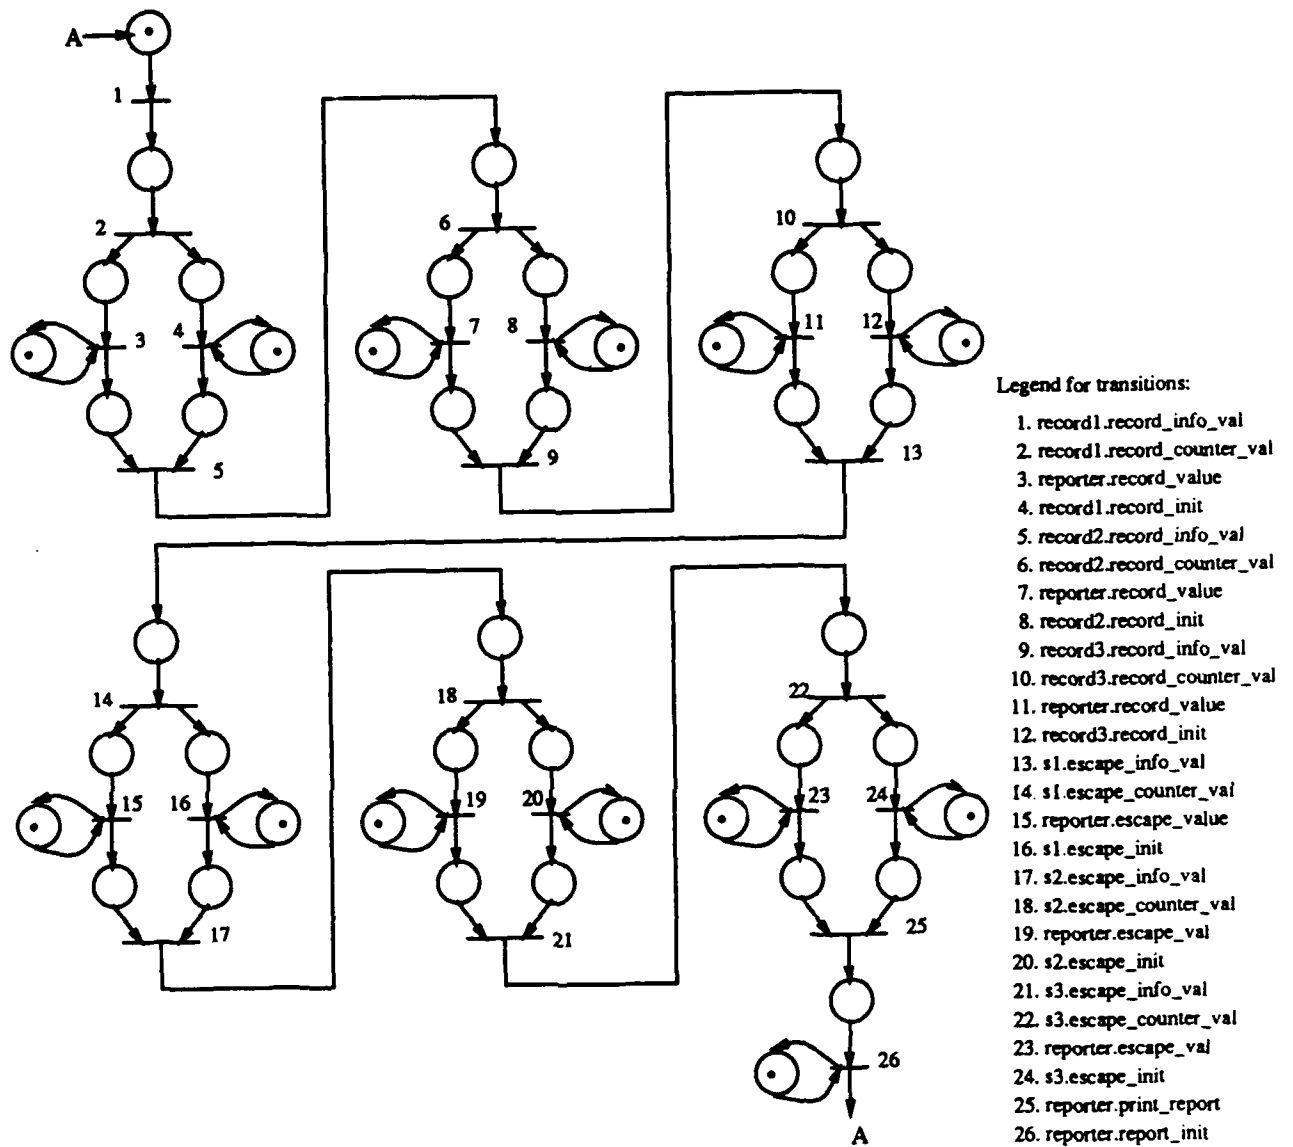 A
1
2
6
10
3
4
7
8
11
12
5
9
13
14
18
22
15
16
19
20
23
24
17
21
25
26
A
Legend for transitions:
1. record1.record_info_val
2. record1.record_counter_val
3. reporter.record_value
4. record1.record_init
5. record2.record_info_val
6. record2.record_counter_val
7. reporter.record_value
8. record2.record_init
9. record3.record_info_val
10. record3.record_counter_val
11. reporter.record_value
12. record3.record_init
13. s1.escape_info_val
14. s1.escape_counter_val
15. reporter.escape_value
16. s1.escape_init
17. s2.escape_info_val
18. s2.escape_counter_val
19. reporter.escape_val
20. s2.escape_init
21. s3.escape_info_val
22. s3.escape_counter_val
23. reporter.escape_val
24. s3.escape_init
25. reporter.print_report
26. reporter.report_init